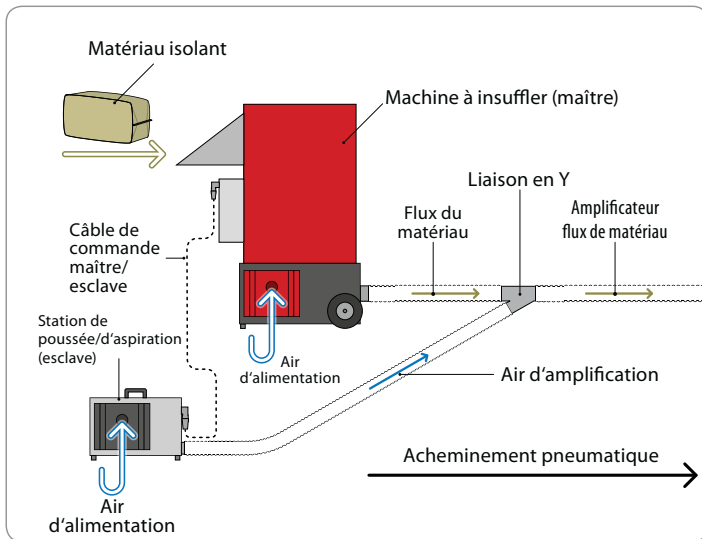 Matériau isolant
Machine à insuffler (maître)
Liaison en Y
Flux du
matériau
Amplificateur
flux de matériau
Câble de
commande
maître/
esclave
Station de
poussée/d‘aspiration
(esclave)
Air
d‘alimentation
Air d‘amplification
Acheminement pneumatique
Air
d‘alimentation